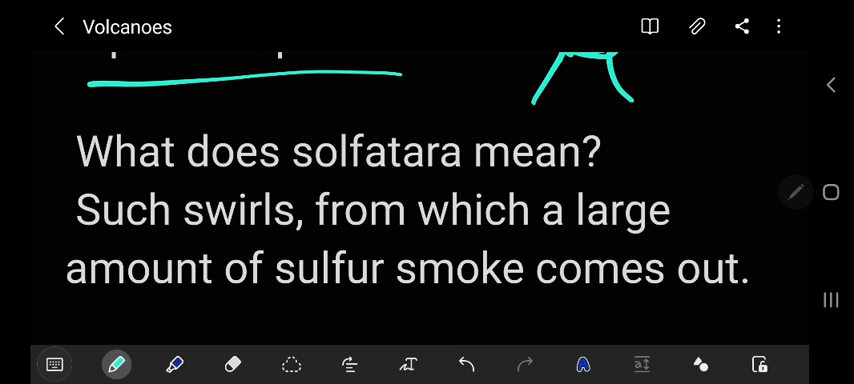 Volcanoes
What does solfatara mean?
Such swirls, from which a large
amount of sulfur smoke comes out.